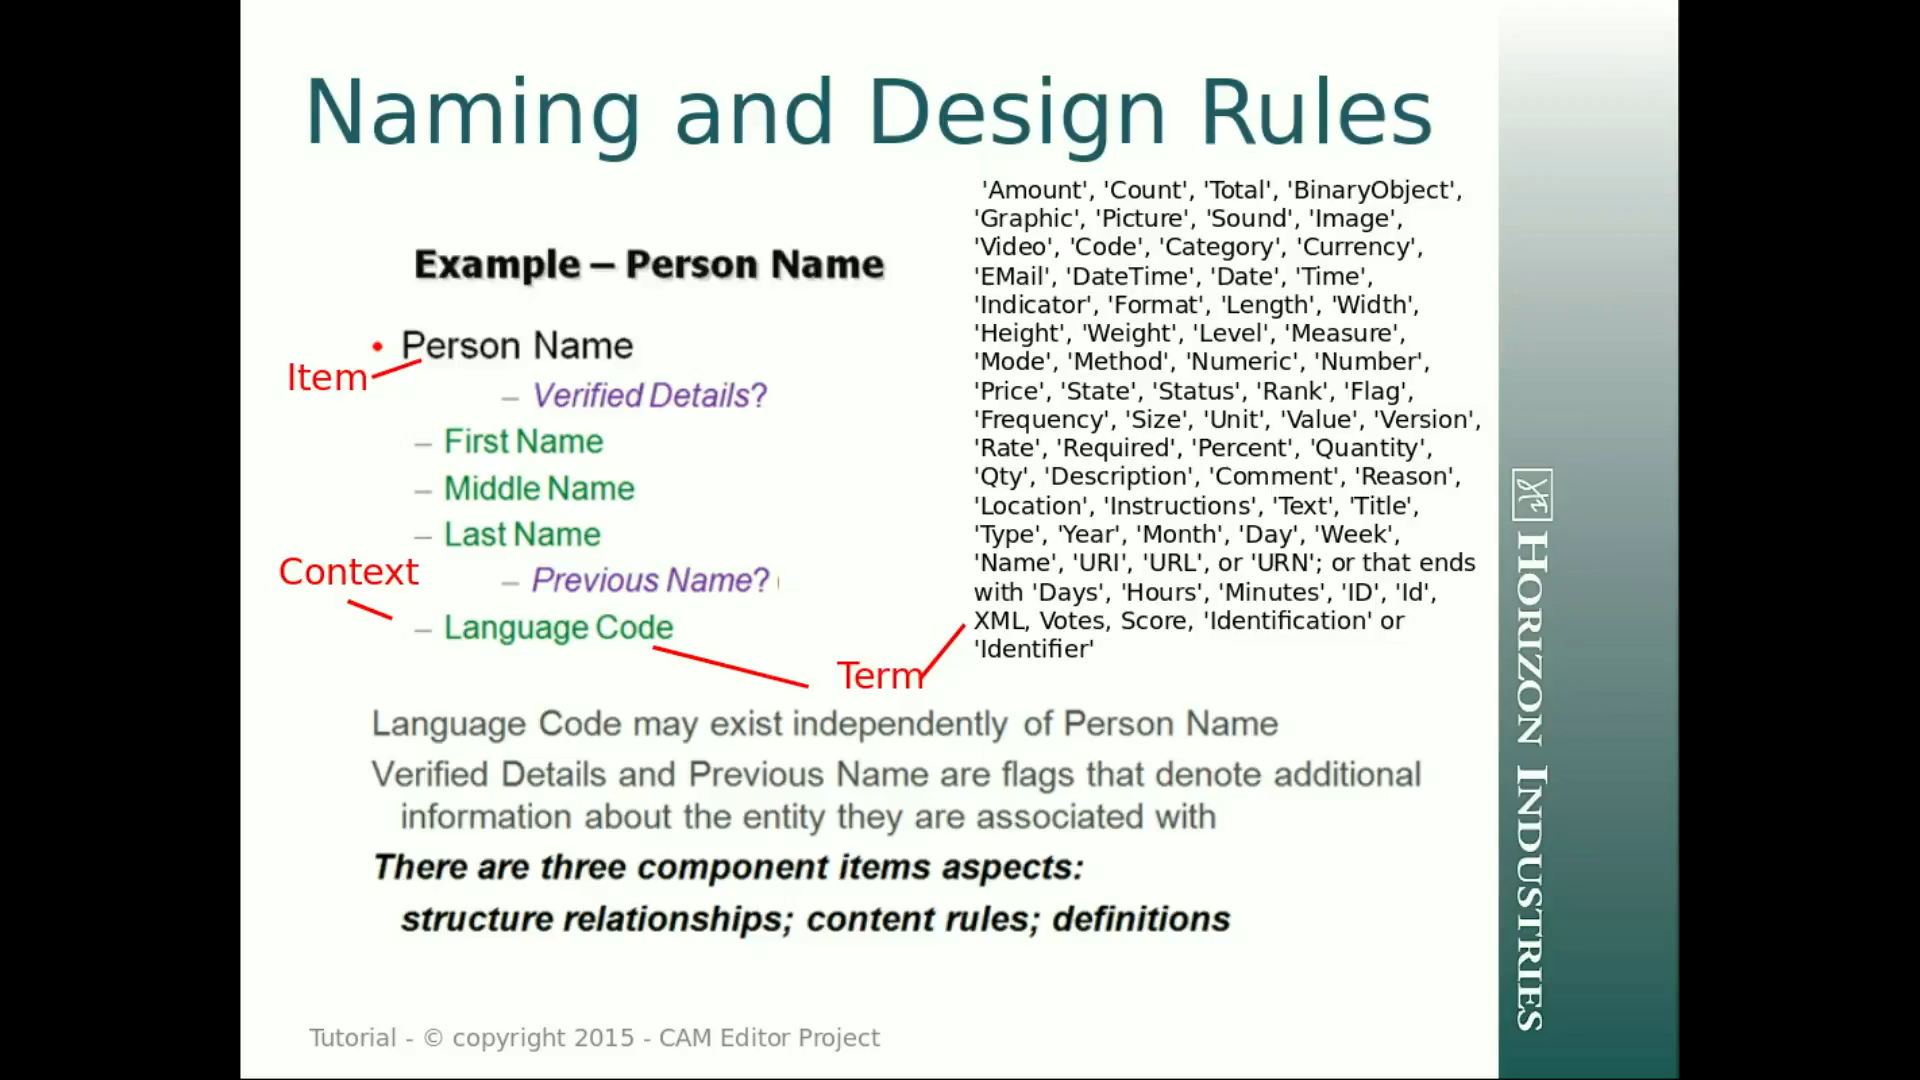 Naming and Design Rules
Example – Person Name
• Person Name
Item
– Verified Details?
– First Name
– Middle Name
– Last Name
Context
– Previous Name?
– Language Code
Term
'Amount', 'Count', 'Total', 'BinaryObject',
'Graphic', 'Picture', 'Sound', 'Image',
'Video', 'Code', 'Category', 'Currency',
'EMail', 'DateTime', 'Date', 'Time',
'Indicator', 'Format', 'Length', 'Width',
'Height', 'Weight', 'Level', 'Measure',
'Mode', 'Method', 'Numeric', 'Number',
'Price', 'State', 'Status', 'Rank', 'Flag',
'Frequency', 'Size', 'Unit', 'Value', 'Version',
'Rate', 'Required', 'Percent', 'Quantity',
'Qty', 'Description', 'Comment', 'Reason',
'Location', 'Instructions', 'Text', 'Title',
'Type', 'Year', 'Month', 'Day', 'Week',
'Name', 'URI', 'URL', or 'URN'; or that ends
with 'Days', 'Hours', 'Minutes', 'ID', 'Id',
XML, Votes, Score, 'Identification' or
'Identifier'
Language Code may exist independently of Person Name
Verified Details and Previous Name are flags that denote additional
information about the entity they are associated with
There are three component items aspects:
structure relationships; content rules; definitions
Tutorial - © copyright 2015 - CAM Editor Project
HORIZON INDUSTRIES